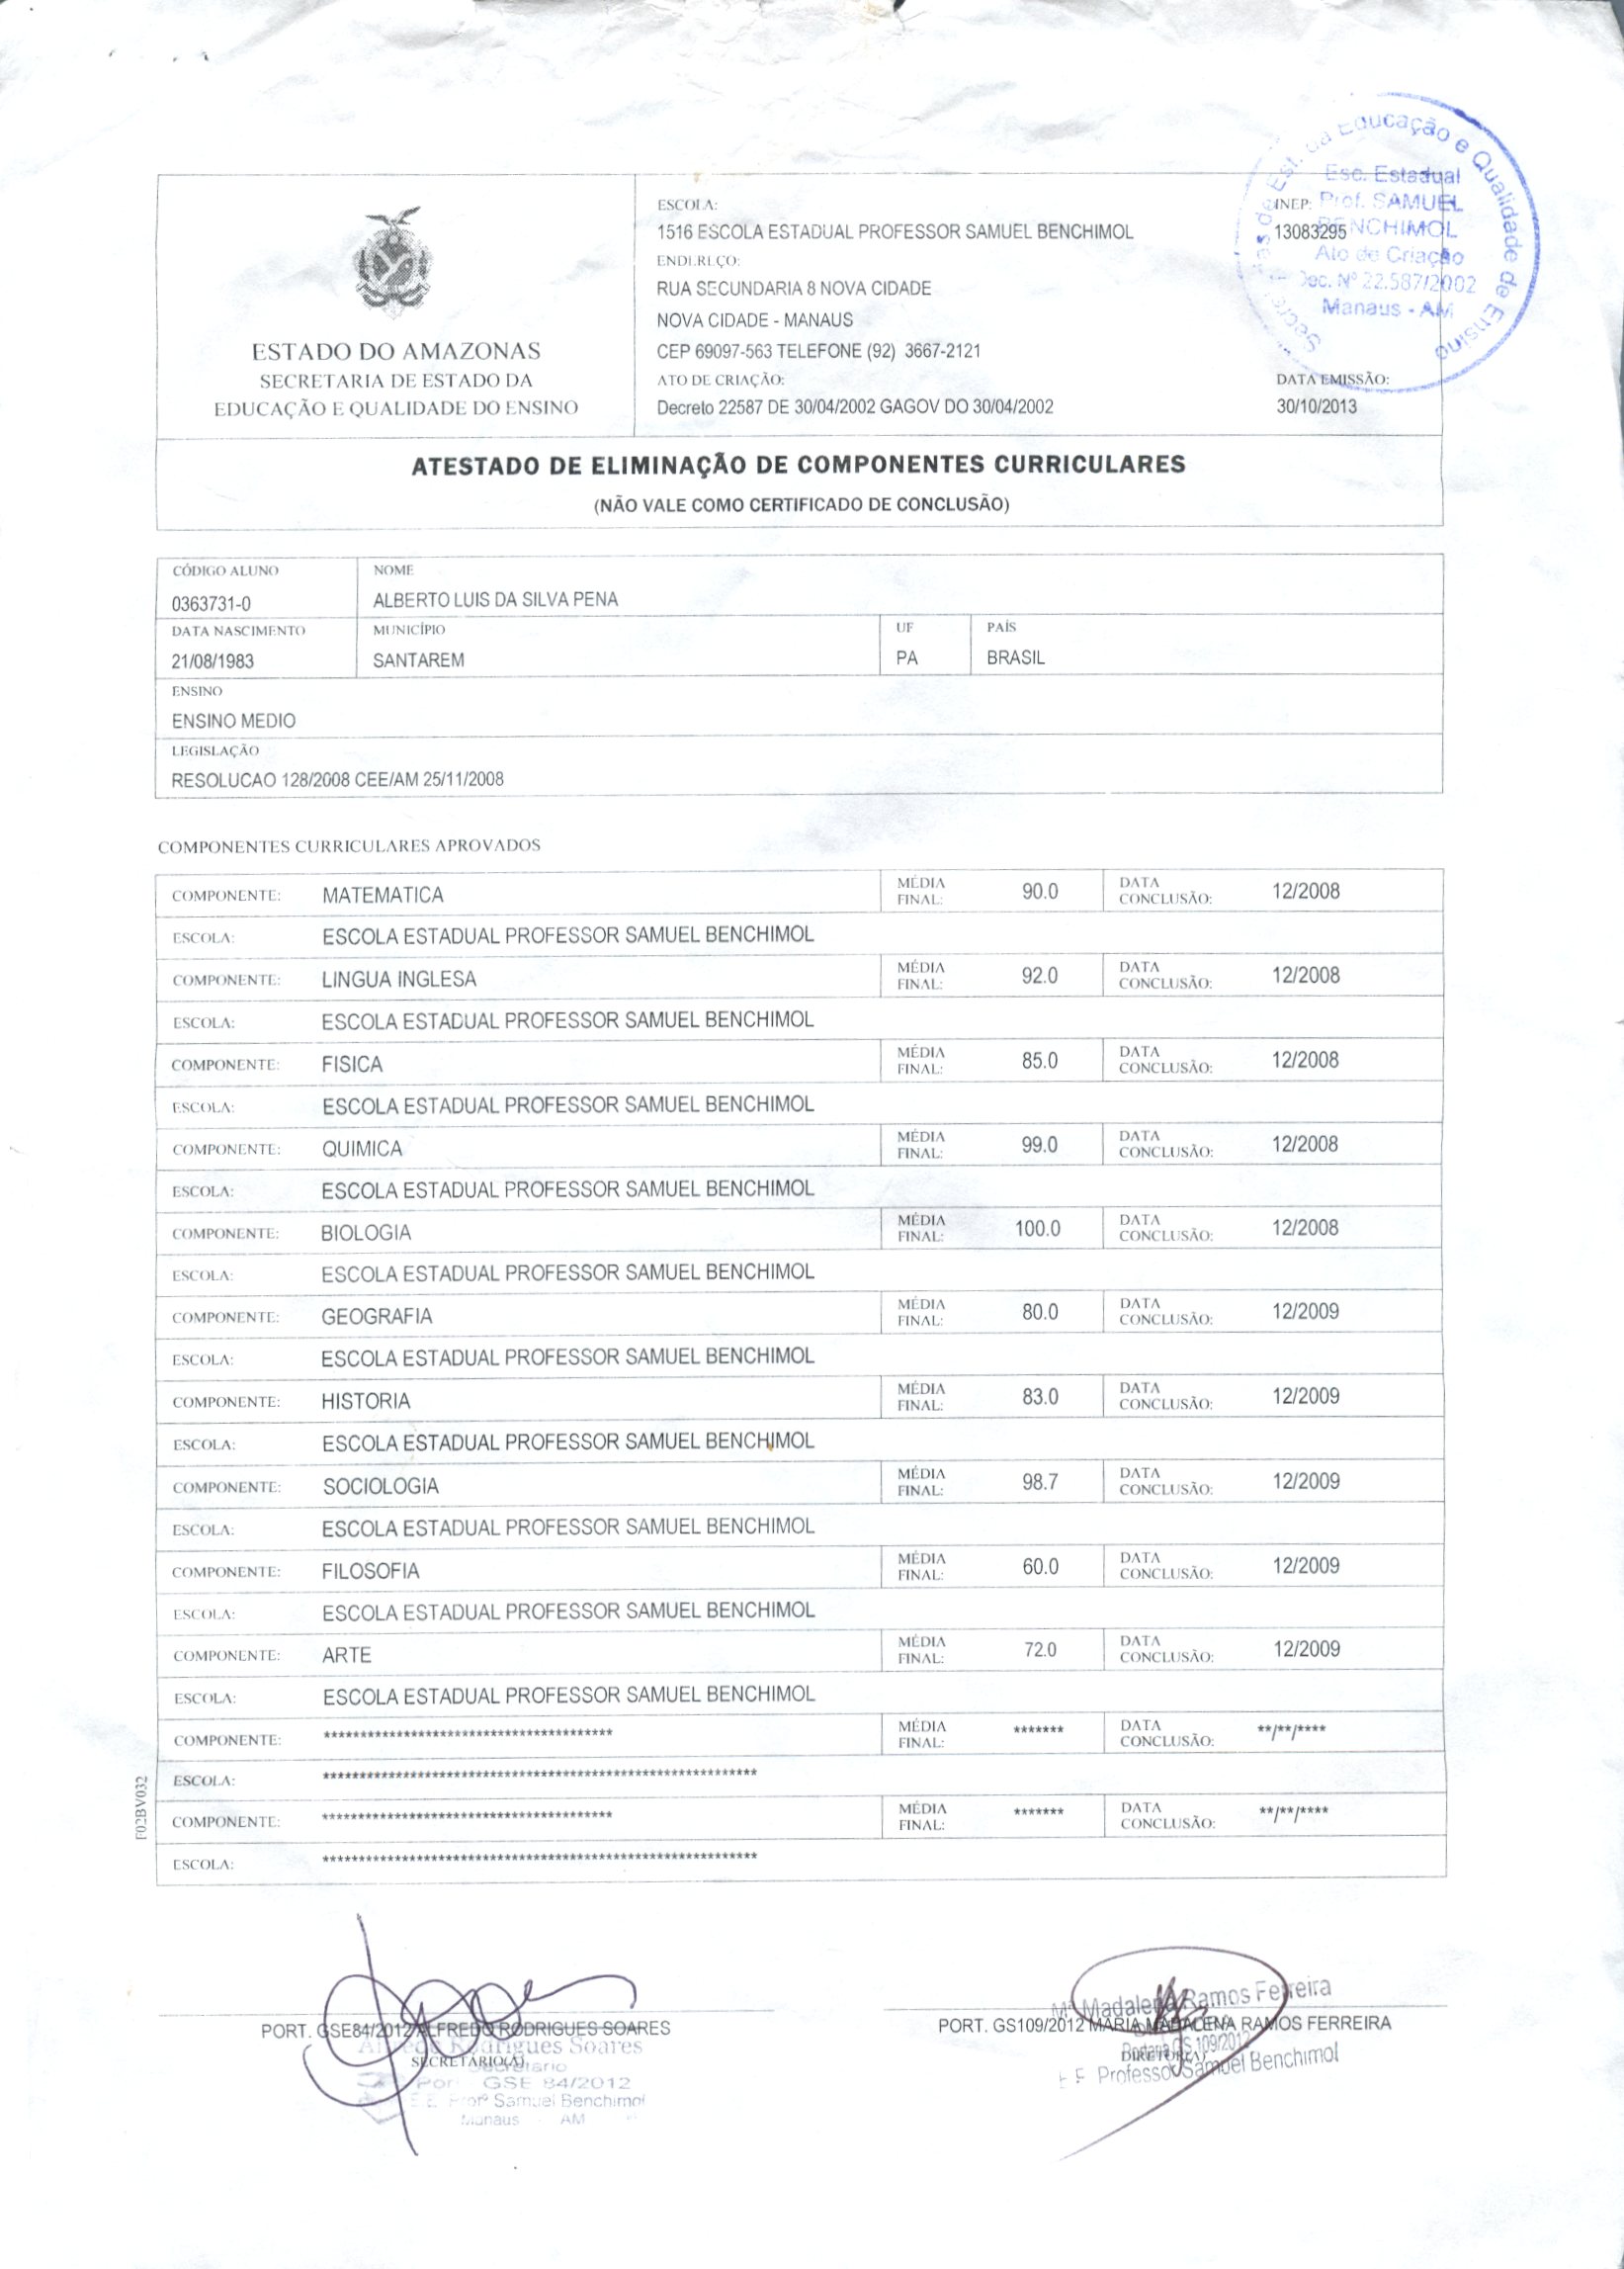 ESTADO DO AMAZONAS
SECRETARIA DE ESTADO DA
EDUCAÇÃO E QUALIDADE DO ENSINO
ESCOLA:
1516 ESCOLA ESTADUAL PROFESSOR SAMUEL BENCHIMOL
ENDEREÇO:
RUA SECUNDARIA 8 NOVA CIDADE
NOVA CIDADE - MANAUS
CEP 69097-563 TELEFONE (92) 3667-2121
ATO DE CRIAÇÃO:
Decreto 22587 DE 30/04/2002 GAGOV DO 30/04/2002
INEP:
13083295
DATA EMISSÃO:
30/10/2013
Est. da Educação e Qualidade de Ensino
Esc. Estadual
Prof. SAMUEL
BENCHIMOL
Ato de Criação
Dec. Nº 22.587/2002
Manaus - AM
ATESTADO DE ELIMINAÇÃO DE COMPONENTES CURRICULARES
(NÃO VALE COMO CERTIFICADO DE CONCLUSÃO)
CÓDIGO ALUNO NOME
0363731-0 ALBERTO LUIS DA SILVA PENA
DATA NASCIMENTO MUNICÍPIO UF PAÍS
21/08/1983 SANTAREM PA BRASIL
ENSINO
ENSINO MEDIO
LEGISLAÇÃO
RESOLUCAO 128/2008 CEE/AM 25/11/2008
COMPONENTES CURRICULARES APROVADOS
COMPONENTE: MATEMATICA MÉDIA FINAL: 90.0 DATA CONCLUSÃO: 12/2008
ESCOLA: ESCOLA ESTADUAL PROFESSOR SAMUEL BENCHIMOL
COMPONENTE: LINGUA INGLESA MÉDIA FINAL: 92.0 DATA CONCLUSÃO: 12/2008
ESCOLA: ESCOLA ESTADUAL PROFESSOR SAMUEL BENCHIMOL
COMPONENTE: FISICA MÉDIA FINAL: 85.0 DATA CONCLUSÃO: 12/2008
ESCOLA: ESCOLA ESTADUAL PROFESSOR SAMUEL BENCHIMOL
COMPONENTE: QUIMICA MÉDIA FINAL: 99.0 DATA CONCLUSÃO: 12/2008
ESCOLA: ESCOLA ESTADUAL PROFESSOR SAMUEL BENCHIMOL
COMPONENTE: BIOLOGIA MÉDIA FINAL: 100.0 DATA CONCLUSÃO: 12/2008
ESCOLA: ESCOLA ESTADUAL PROFESSOR SAMUEL BENCHIMOL
COMPONENTE: GEOGRAFIA MÉDIA FINAL: 80.0 DATA CONCLUSÃO: 12/2009
ESCOLA: ESCOLA ESTADUAL PROFESSOR SAMUEL BENCHIMOL
COMPONENTE: HISTORIA MÉDIA FINAL: 83.0 DATA CONCLUSÃO: 12/2009
ESCOLA: ESCOLA ESTADUAL PROFESSOR SAMUEL BENCHIMOL
COMPONENTE: SOCIOLOGIA MÉDIA FINAL: 98.7 DATA CONCLUSÃO: 12/2009
ESCOLA: ESCOLA ESTADUAL PROFESSOR SAMUEL BENCHIMOL
COMPONENTE: FILOSOFIA MÉDIA FINAL: 60.0 DATA CONCLUSÃO: 12/2009
ESCOLA: ESCOLA ESTADUAL PROFESSOR SAMUEL BENCHIMOL
COMPONENTE: ARTE MÉDIA FINAL: 72.0 DATA CONCLUSÃO: 12/2009
ESCOLA: ESCOLA ESTADUAL PROFESSOR SAMUEL BENCHIMOL
COMPONENTE: **************************************** MÉDIA FINAL: ******* DATA CONCLUSÃO: **/**/****
ESCOLA: ************************************************************
COMPONENTE: **************************************** MÉDIA FINAL: ******* DATA CONCLUSÃO: **/**/****
ESCOLA: ************************************************************
F02BV032
PORT. GSE84/2012 ALFREDO RODRIGUES SOARES
SECRETÁRIO(A)
Alfredo Rodrigues Soares
Secretário
Port. GSE 84/2012
E.E. Profº Samuel Benchimol
Manaus - AM
Mª Madalena Ramos Ferreira
PORT. GS109/2012 MARIA MADALENA RAMOS FERREIRA
DIRETOR(A)
Portaria GS 109/2012
E.E. Professor Samuel Benchimol